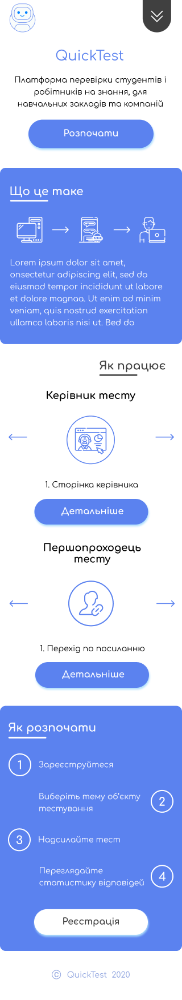 QuickTest
Платформа перевірки студентів і
робітників на знання, для
навчальних закладів та компаній
Розпочати
Що це таке
Lorem ipsum dolor sit amet,
onsectetur adipiscing elit, sed do
eiusmod tempor incididunt ut labore
et dolore magnaa. Ut enim ad minim
veniam, quis nostrud exercitation
ullamco laboris nisi ut. Bed do
Як працює
Керівник тесту
1. Сторінка керівника
Детальніше
Першопроходець
тесту
1. Перехід по посиланню
Детальніше
Як розпочати
1 Зареєструйтеся
Виберіть тему об'єкту 2
тестування
3 Надсилайте тест
Переглядайте 4
статистику відповідей
Реєстрація
© QuickTest 2020